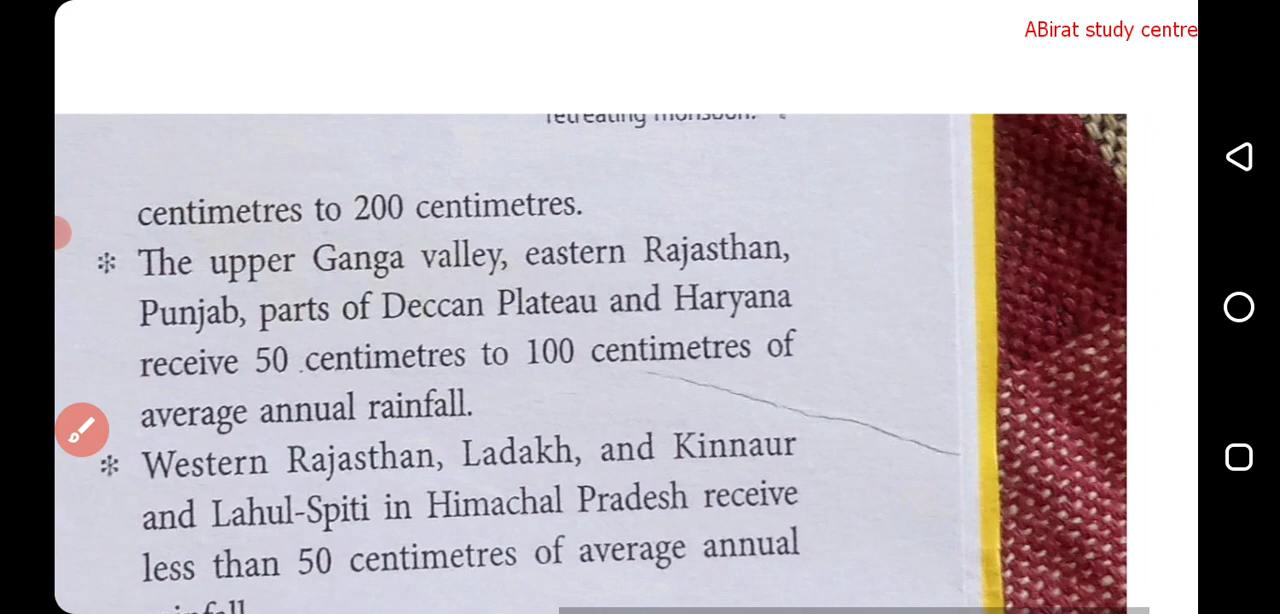 ABirat study centre
retreating monsoon.
centimetres to 200 centimetres.
* The upper Ganga valley, eastern Rajasthan,
Punjab, parts of Deccan Plateau and Haryana
receive 50 centimetres to 100 centimetres of
average annual rainfall.
* Western Rajasthan, Ladakh, and Kinnaur
and Lahul-Spiti in Himachal Pradesh receive
less than 50 centimetres of average annual